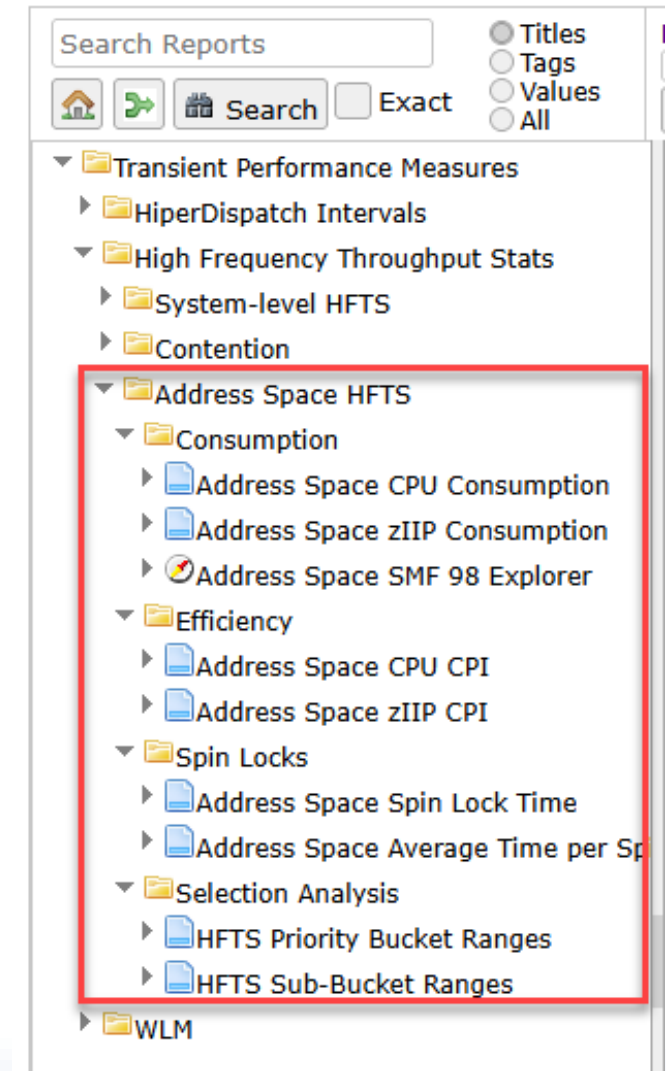 Search Reports
Titles
Tags
Values
All
Search
Exact
Transient Performance Measures
HiperDispatch Intervals
High Frequency Throughput Stats
System-level HFTS
Contention
Address Space HFTS
Consumption
Address Space CPU Consumption
Address Space zIIP Consumption
Address Space SMF 98 Explorer
Efficiency
Address Space CPU CPI
Address Space zIIP CPI
Spin Locks
Address Space Spin Lock Time
Address Space Average Time per Sp
Selection Analysis
HFTS Priority Bucket Ranges
HFTS Sub-Bucket Ranges
WLM